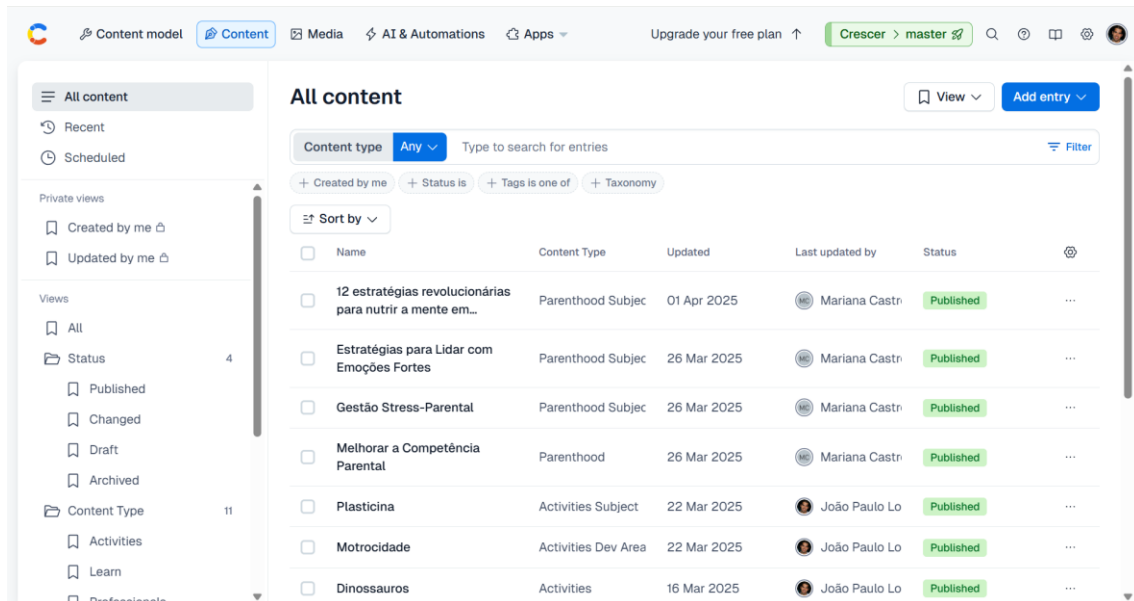 Content model Content Media AI & Automations Apps Upgrade your free plan Crescer > master
All content
Recent
Scheduled
Private views
Created by me
Updated by me
Views
All
Status 4
Published
Changed
Draft
Archived
Content Type 11
Activities
Learn
Professionals
All content
View
Add entry
Content type Any Type to search for entries Filter
+ Created by me + Status is + Tags is one of + Taxonomy
Sort by
Name Content Type Updated Last updated by Status
12 estratégias revolucionárias
para nutrir a mente em... Parenthood Subjec 01 Apr 2025 MC Mariana Castr Published ...
Estratégias para Lidar com
Emoções Fortes Parenthood Subjec 26 Mar 2025 MC Mariana Castr Published ...
Gestão Stress-Parental Parenthood Subjec 26 Mar 2025 MC Mariana Castr Published ...
Melhorar a Competência
Parental Parenthood 26 Mar 2025 MC Mariana Castr Published ...
Plasticina Activities Subject 22 Mar 2025 João Paulo Lo Published ...
Motrocidade Activities Dev Area 22 Mar 2025 João Paulo Lo Published ...
Dinossauros Activities 16 Mar 2025 João Paulo Lo Published ...